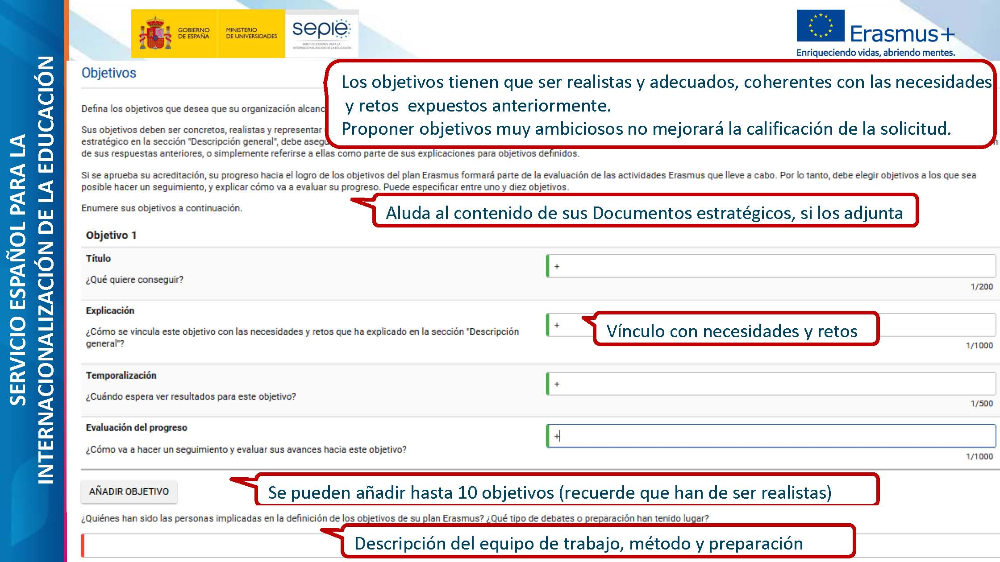 SERVICIO ESPAÑOL PARA LA
INTERNACIONALIZACIÓN DE LA EDUCACIÓN
GOBIERNO
DE ESPAÑA
MINISTERIO
DE UNIVERSIDADES
sepie
SERVICIO ESPAÑOL PARA LA
INTERNACIONALIZACIÓN DE LA EDUCACIÓN
Erasmus+
Enriqueciendo vidas, abriendo mentes.
Objetivos
Los objetivos tienen que ser realistas y adecuados, coherentes con las necesidades
y retos expuestos anteriormente.
Proponer objetivos muy ambiciosos no mejorará la calificación de la solicitud.
Defina los objetivos que desea que su organización
Sus objetivos deben ser concretos, realistas y representar
estratégico en la sección "Descripción general", debe
de sus respuestas anteriores, o simplemente referirse a ellas como parte de sus explicaciones para objetivos definidos.
Si se aprueba su acreditación, su progreso hacia el logro de los objetivos del plan Erasmus formará parte de la evaluación de las actividades Erasmus que lleve a cabo. Por lo tanto, debe elegir objetivos a los que sea
posible hacer un seguimiento, y explicar cómo va a evaluar su progreso. Puede especificar entre uno y diez objetivos.
Enumere sus objetivos a continuación.
Aluda al contenido de sus Documentos estratégicos, si los adjunta
Objetivo 1
Título
¿Qué quiere conseguir?
+
1/200
Explicación
¿Cómo se vincula este objetivo con las necesidades y retos que ha explicado en la sección "Descripción
general"?
+
Vínculo con necesidades y retos
1/1000
Temporalización
¿Cuándo espera ver resultados para este objetivo?
+
1/500
Evaluación del progreso
¿Cómo va a hacer un seguimiento y evaluar sus avances hacia este objetivo?
+
1/1000
AÑADIR OBJETIVO
Se pueden añadir hasta 10 objetivos (recuerde que han de ser realistas)
¿Quiénes han sido las personas implicadas en la definición de los objetivos de su plan Erasmus? ¿Qué tipo de debates o preparación han tenido lugar?
Descripción del equipo de trabajo, método y preparación